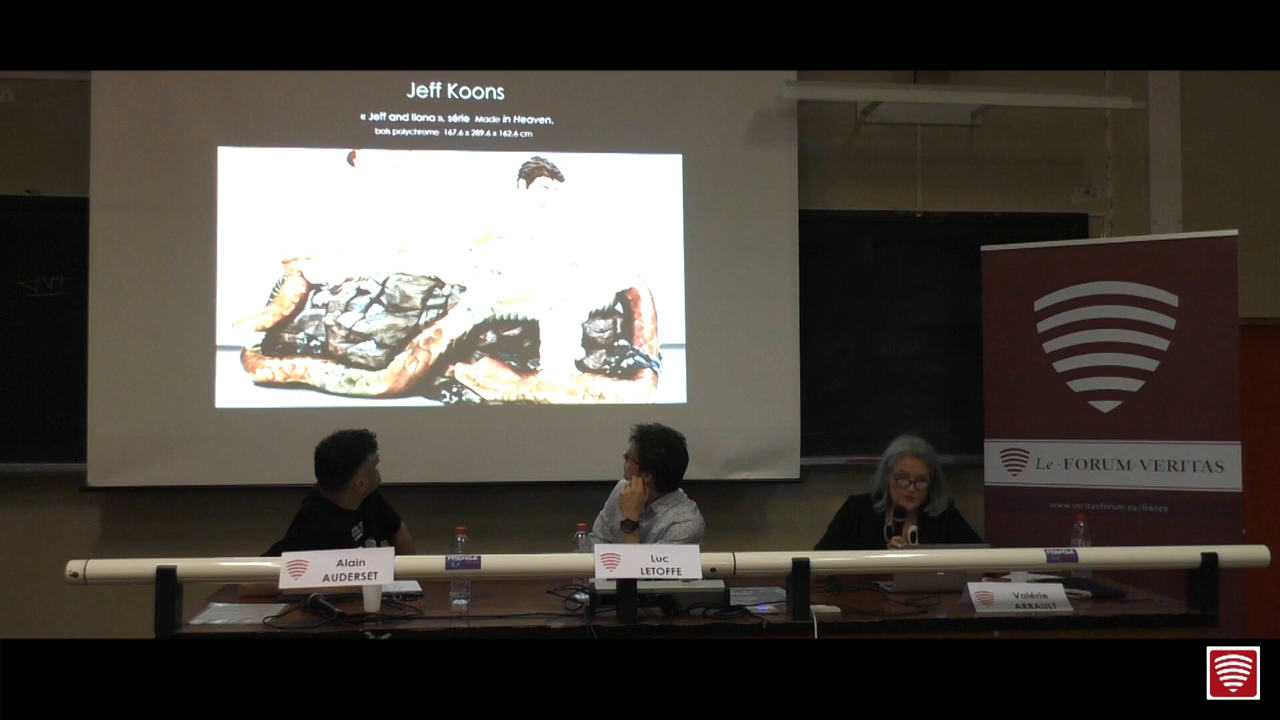 Jeff Koons
« Jeff and Ilona », série Made in Heaven,
bois polychrome 167.6 x 289.6 x 162.6 cm
Le·FORUM·VERITAS
www.veritasforum.eu/france
Alain
AUDERSET
Luc
LETOFFE
Valérie
ARRAULT